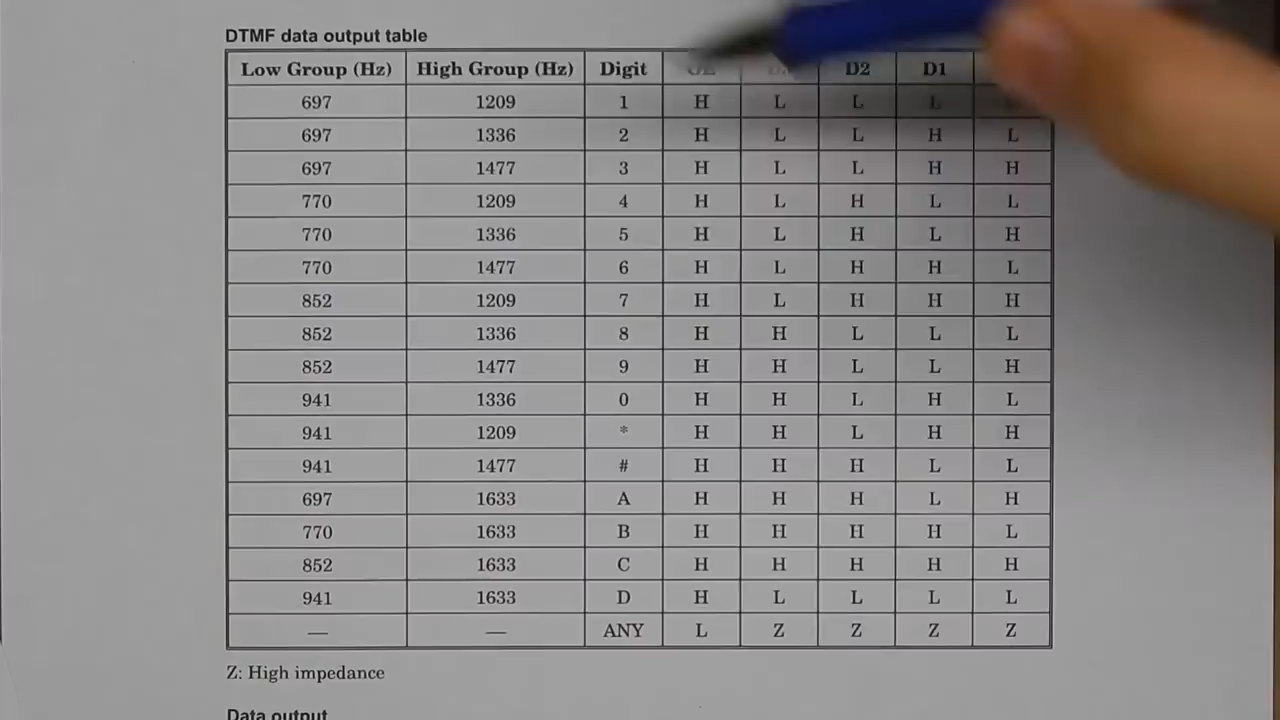 DTMF data output table
Low Group (Hz) High Group (Hz) Digit D2 D1
697 1209 1 H L L L
697 1336 2 H L L H L
697 1477 3 H L L H H
770 1209 4 H L H L L
770 1336 5 H L H L H
770 1477 6 H L H H L
852 1209 7 H L H H H
852 1336 8 H H L L L
852 1477 9 H H L L H
941 1336 0 H H L H L
941 1209 * H H L H H
941 1477 # H H H L L
697 1633 A H H H L H
770 1633 B H H H H L
852 1633 C H H H H H
941 1633 D H L L L L
— — ANY L Z Z Z Z
Z: High impedance
Data output